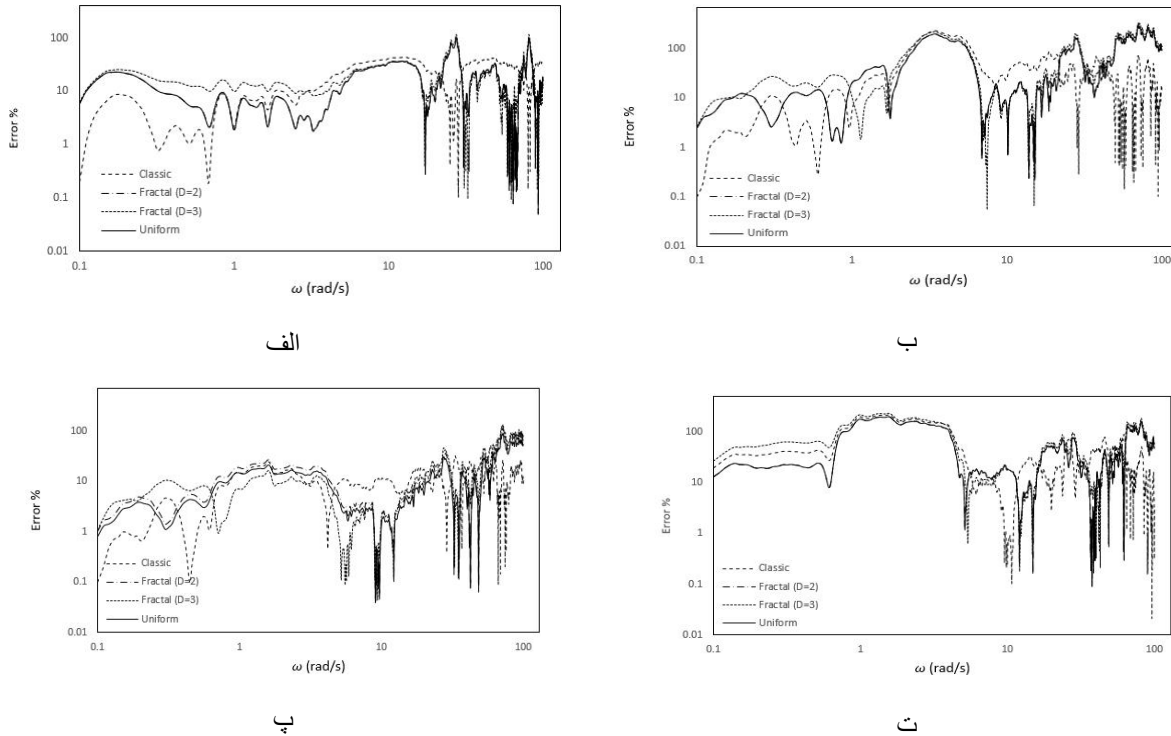 100
10
1
0.1
0.01
Error %
Classic
Fractal (D=2)
Fractal (D=3)
Uniform
0.1 1 10 100
ω (rad/s)
الف
100
10
1
0.1
0.01
Error %
Classic
Fractal (D=2)
Fractal (D=3)
Uniform
0.1 1 10 100
ω (rad/s)
ب
100
10
1
0.1
0.01
Error %
Classic
Fractal (D=2)
Fractal (D=3)
Uniform
0.1 1 10 100
ω (rad/s)
پ
100
10
1
0.1
0.01
Error %
Classic
Fractal (D=2)
Fractal (D=3)
Uniform
0.1 1 10 100
ω (rad/s)
ت